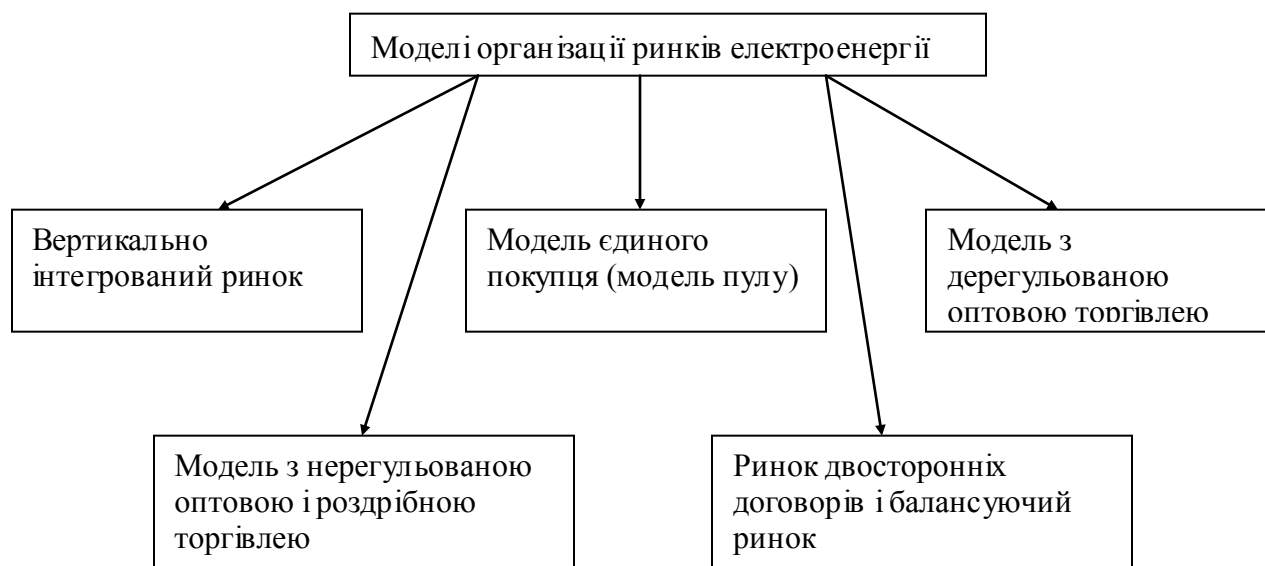 Моделі організації ринків електроенергії
Вертикально
інтегрований ринок
Модель єдиного
покупця (модель пулу)
Модель з
дерегульованою
оптовою торгівлею
Модель з нерегульованою
оптовою і роздрібною
торгівлею
Ринок двосторонніх
договорів і балансуючий
ринок